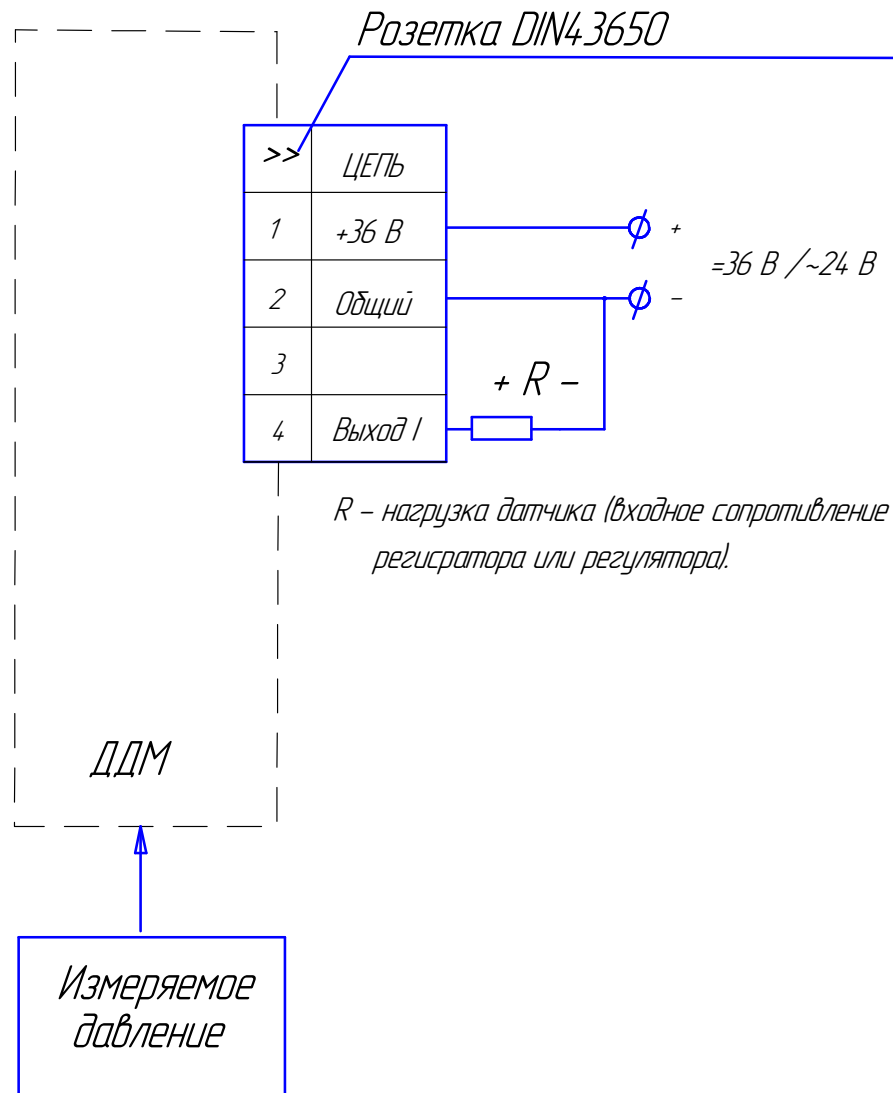 Розетка DIN43650
>> ЦЕПЬ
1 +36 В +
=36 В /~24 В
2 Общий -
3
+ R -
4 Выход I
R - нагрузка датчика (входное сопротивление
регисратора или регулятора).
ДДМ
Измеряемое
давление